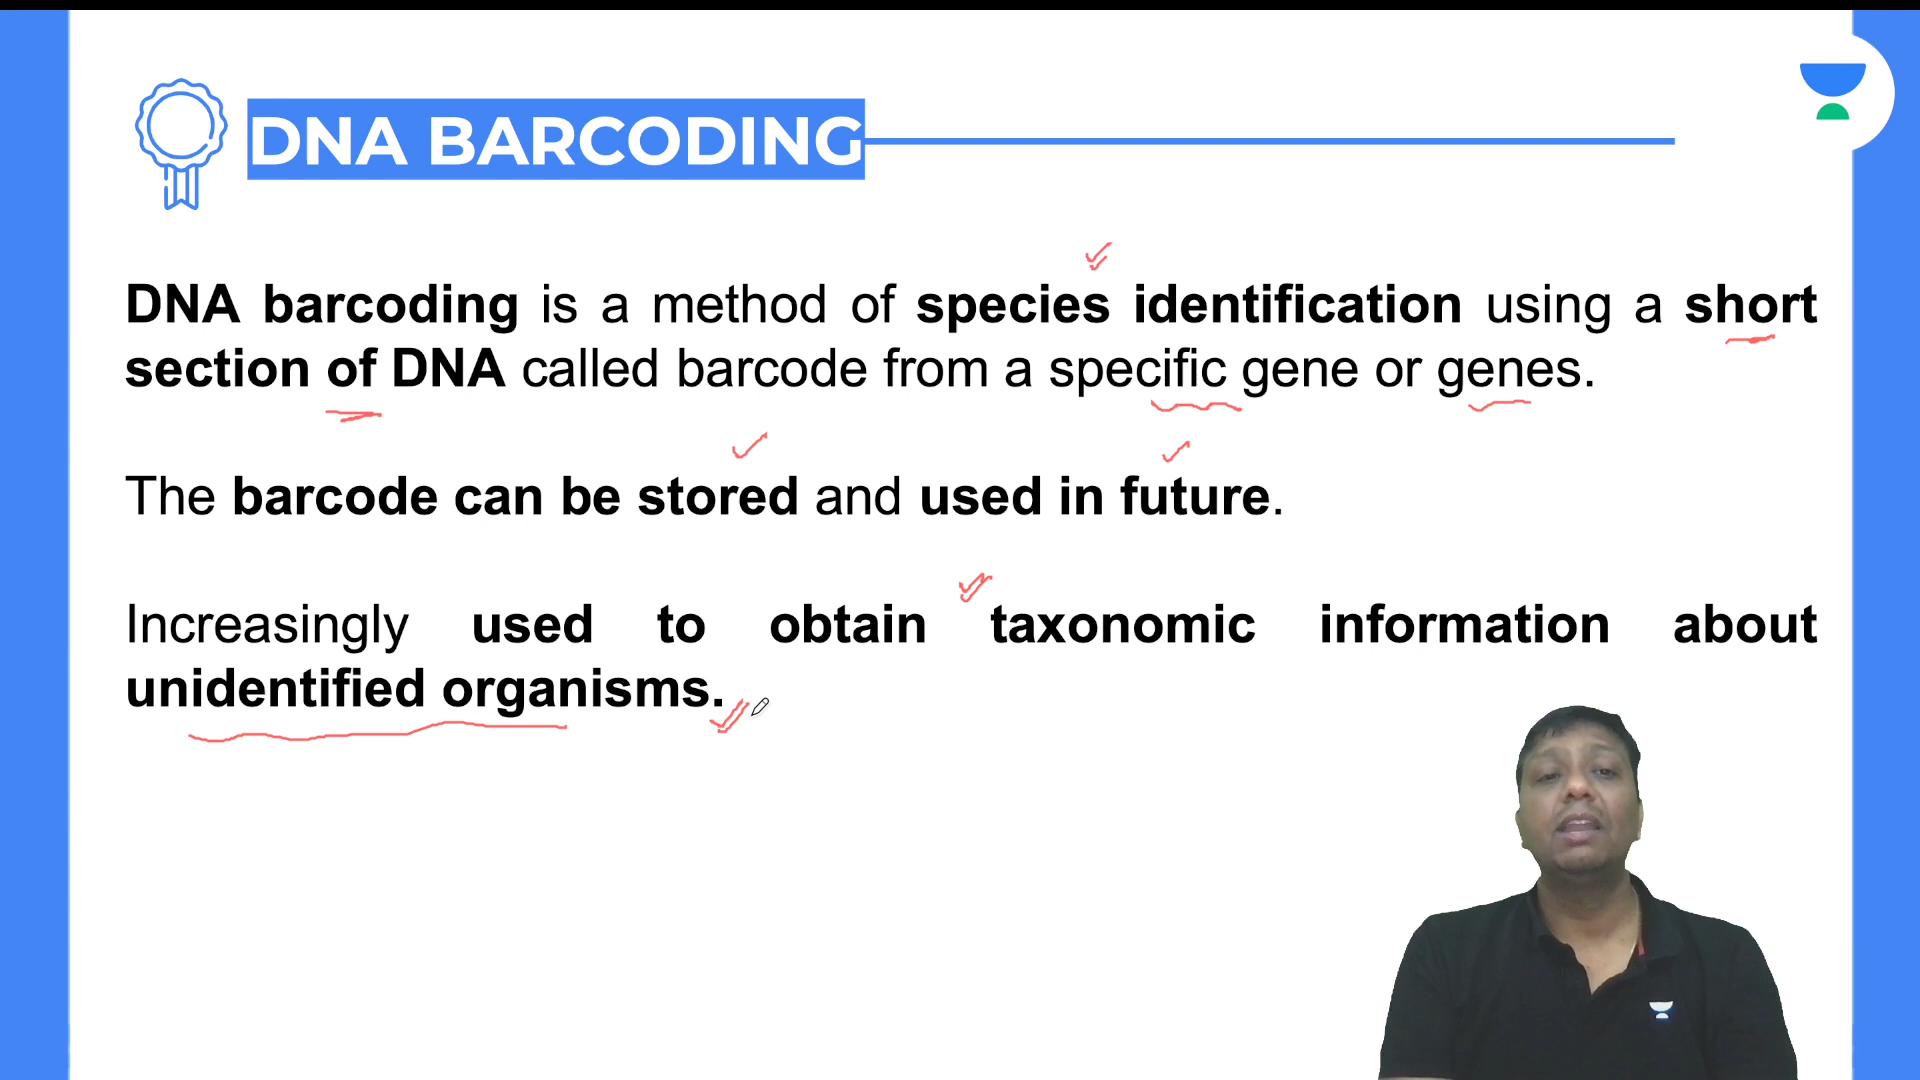 DNA BARCODING
DNA barcoding is a method of species identification using a short
section of DNA called barcode from a specific gene or genes.
The barcode can be stored and used in future.
Increasingly used to obtain taxonomic information about
unidentified organisms.